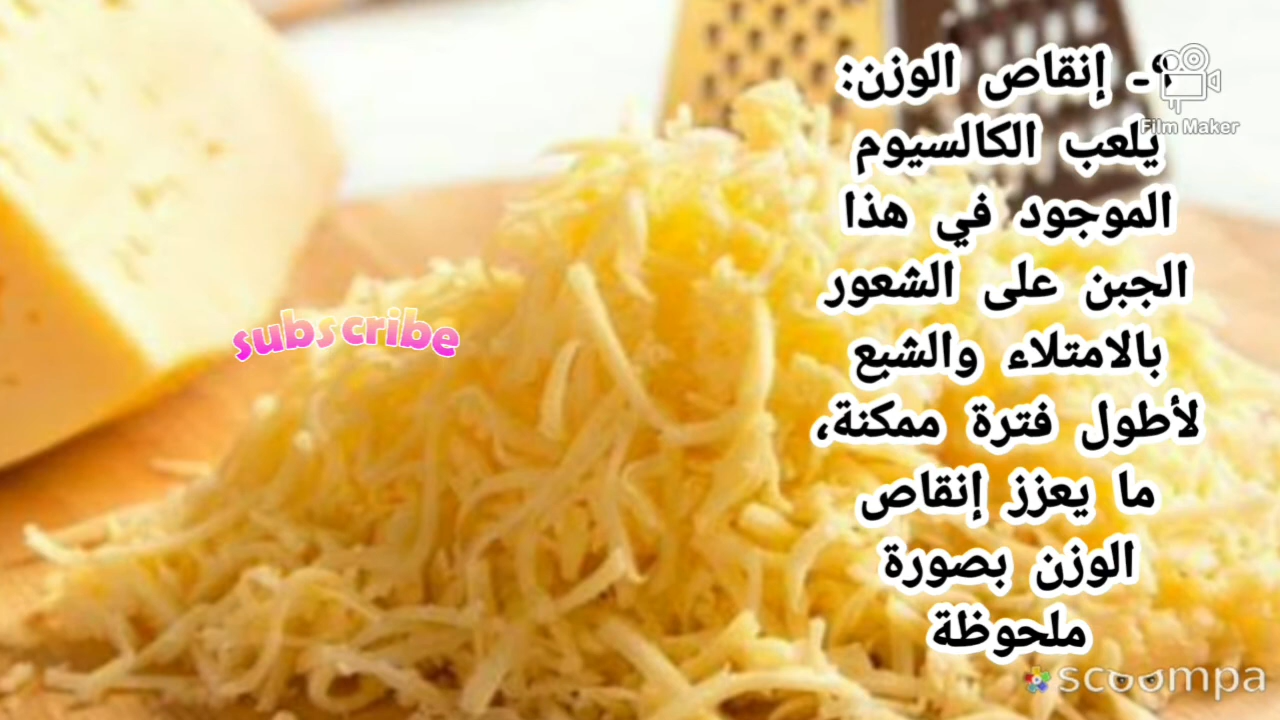 ٩- إنقاص الوزن:
يلعب الكالسيوم
الموجود في هذا
الجبن على الشعور
بالامتلاء والشبع
لأطول فترة ممكنة،
ما يعزز إنقاص
الوزن بصورة
ملحوظة
Film Maker
subscribe
scoompa